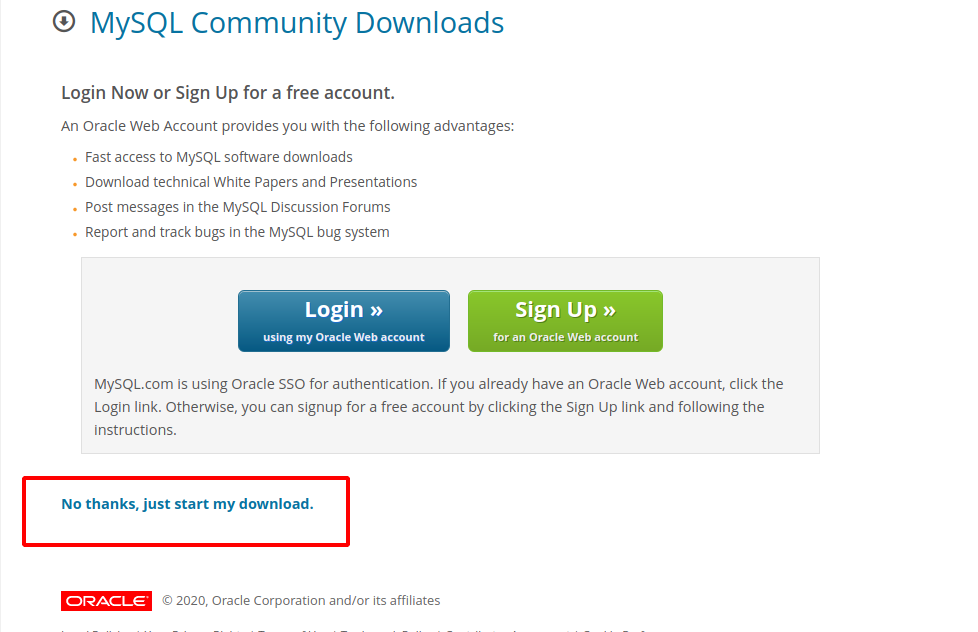 MySQL Community Downloads
Login Now or Sign Up for a free account.
An Oracle Web Account provides you with the following advantages:
Fast access to MySQL software downloads
Download technical White Papers and Presentations
Post messages in the MySQL Discussion Forums
Report and track bugs in the MySQL bug system
Login »
using my Oracle Web account
Sign Up »
for an Oracle Web account
MySQL.com is using Oracle SSO for authentication. If you already have an Oracle Web account, click the
Login link. Otherwise, you can signup for a free account by clicking the Sign Up link and following the
instructions.
No thanks, just start my download.
ORACLE © 2020, Oracle Corporation and/or its affiliates